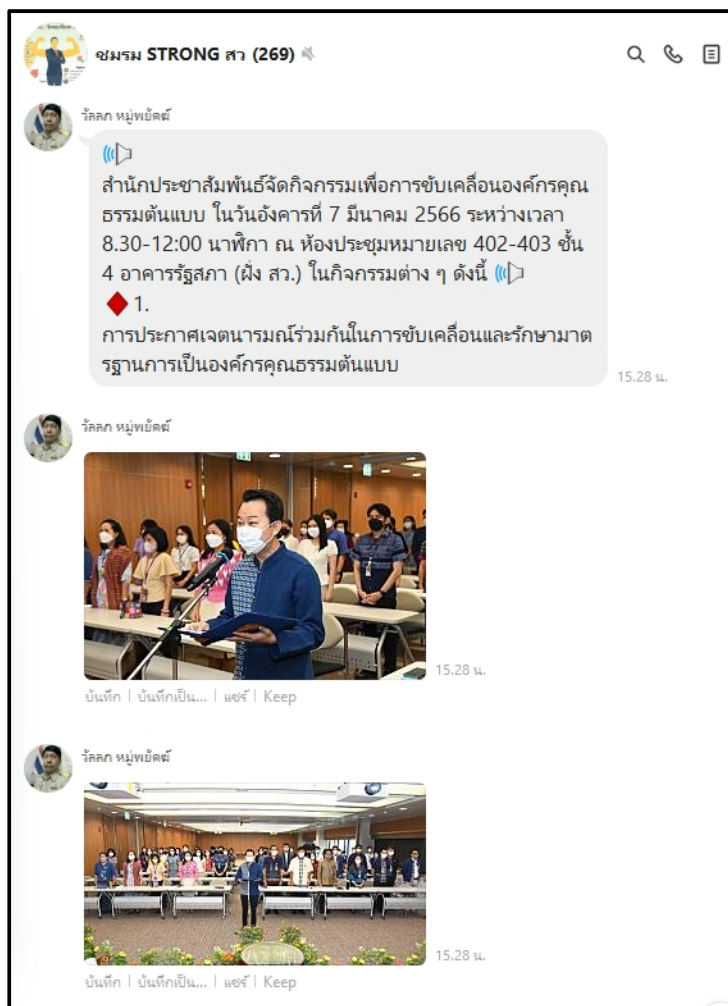 ชมรม STRONG สว (269)
วัลลภ หมู่พยัคฆ์
สำนักประชาสัมพันธ์จัดกิจกรรมเพื่อการขับเคลื่อนองค์กรคุณ
ธรรมต้นแบบ ในวันอังคารที่ 7 มีนาคม 2566 ระหว่างเวลา
8.30-12:00 นาฬิกา ณ ห้องประชุมหมายเลข 402-403 ชั้น
4 อาคารรัฐสภา (ฝั่ง สว.) ในกิจกรรมต่าง ๆ ดังนี้
1.
การประกาศเจตนารมณ์ร่วมกันในการขับเคลื่อนและรักษามาต
รฐานการเป็นองค์กรคุณธรรมต้นแบบ
15.28 น.
วัลลภ หมู่พยัคฆ์
15.28 น.
บันทึก | บันทึกเป็น... | แชร์ | Keep
วัลลภ หมู่พยัคฆ์
15.28 น.
บันทึก | บันทึกเป็น... | แชร์ | Keep